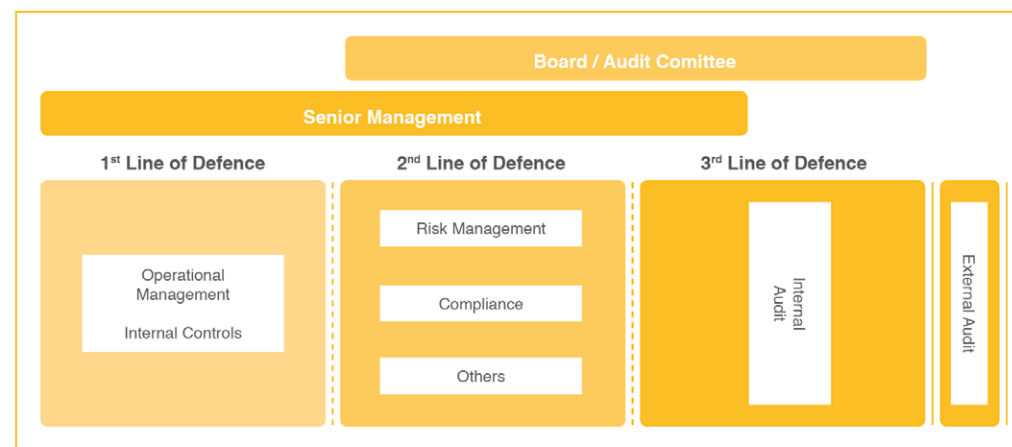 Board / Audit Comittee
Senior Management
1st Line of Defence
2nd Line of Defence
3rd Line of Defence
Operational
Management
Internal Controls
Risk Management
Compliance
Others
Internal
Audit
External Audit